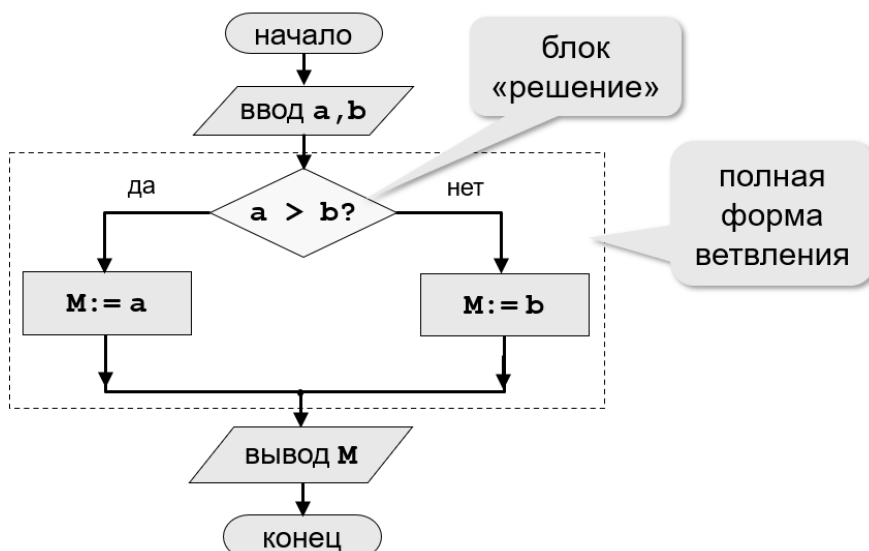 начало
блок
«решение»
ввод a,b
да
a > b?
нет
полная
форма
ветвления
M:= a
M:= b
вывод M
конец